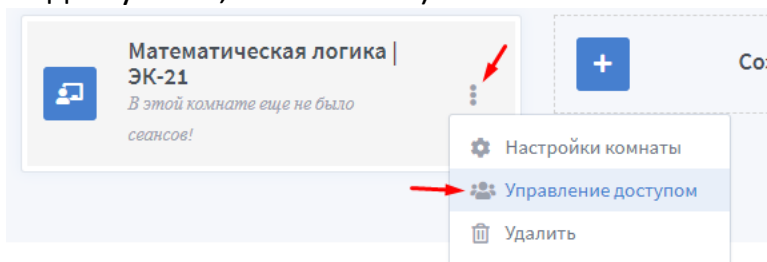 Математическая логика |
ЭК-21
В этой комнате еще не было
сеансов!
Настройки комнаты
Управление доступом
Удалить